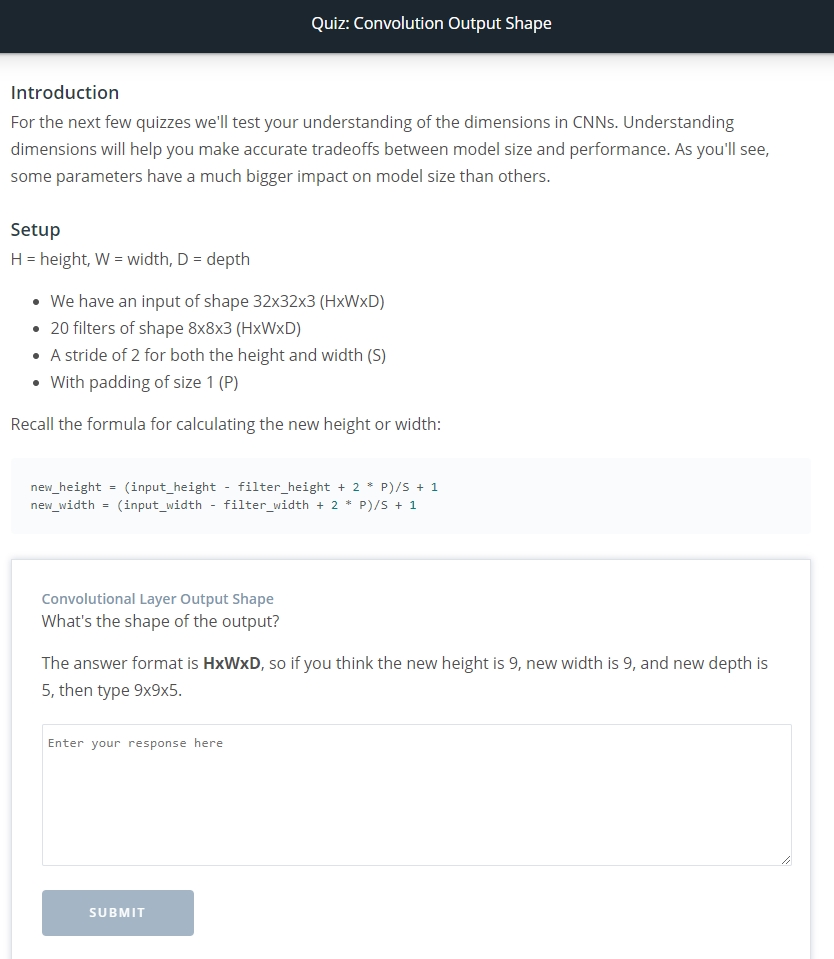 Quiz: Convolution Output Shape
Introduction
For the next few quizzes we'll test your understanding of the dimensions in CNNs. Understanding
dimensions will help you make accurate tradeoffs between model size and performance. As you'll see,
some parameters have a much bigger impact on model size than others.
Setup
H = height, W = width, D = depth
• We have an input of shape 32x32x3 (HxWxD)
• 20 filters of shape 8x8x3 (HxWxD)
• A stride of 2 for both the height and width (S)
• With padding of size 1 (P)
Recall the formula for calculating the new height or width:
new_height = (input_height - filter_height + 2 * P)/S + 1
new_width = (input_width - filter_width + 2 * P)/S + 1
Convolutional Layer Output Shape
What's the shape of the output?
The answer format is HxWxD, so if you think the new height is 9, new width is 9, and new depth is
5, then type 9x9x5.
Enter your response here
SUBMIT